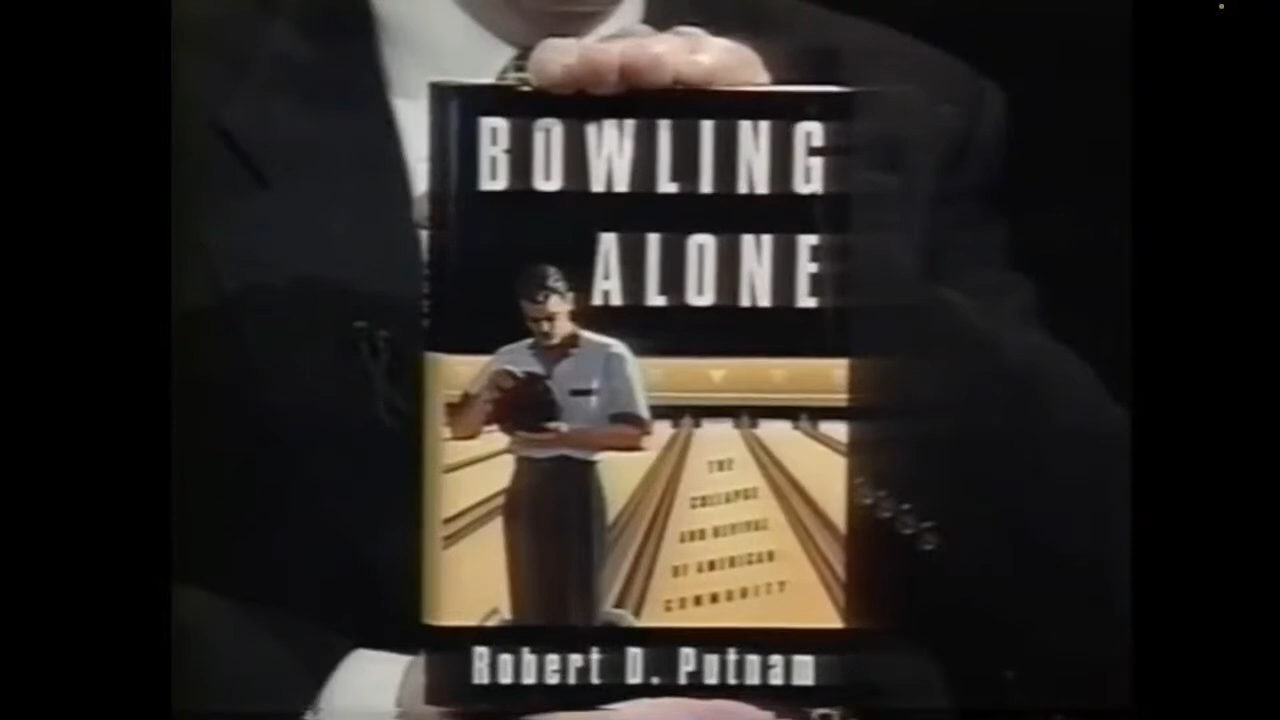 BOWLING
ALONE
THE
COLLAPSE
AND REVIVAL
OF AMERICAN
COMMUNITY
Robert D. Putnam